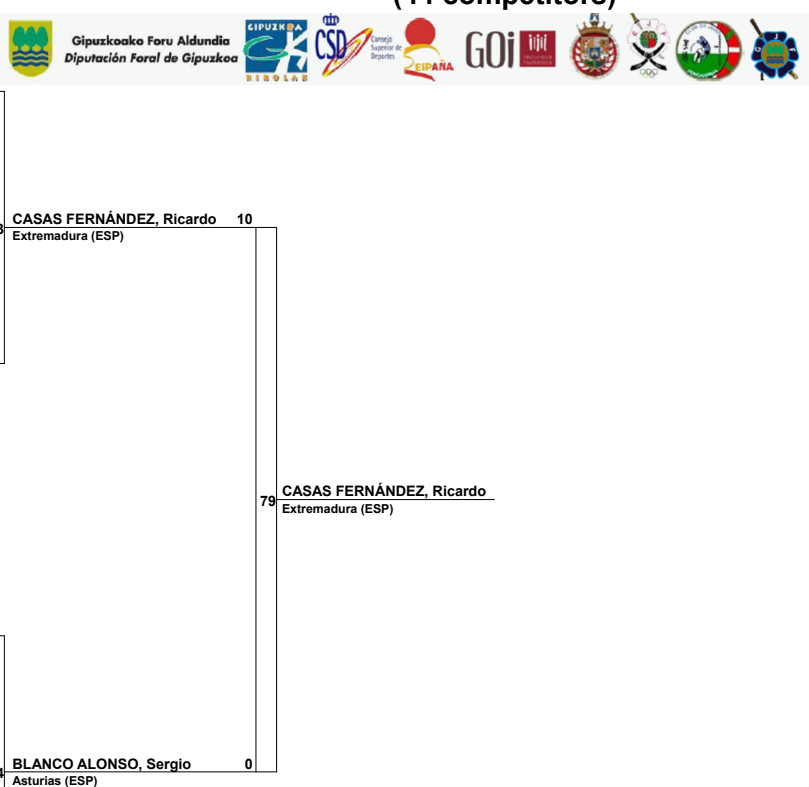 Gipuzkoako Foru Aldundia
Diputación Foral de Gipuzkoa
GIPUZKOA
KIROLAK
CSD
Consejo
Superior de
Deportes
ESPAÑA
GOi
CASAS FERNÁNDEZ, Ricardo 10
Extremadura (ESP)
79
CASAS FERNÁNDEZ, Ricardo
Extremadura (ESP)
BLANCO ALONSO, Sergio 0
Asturias (ESP)